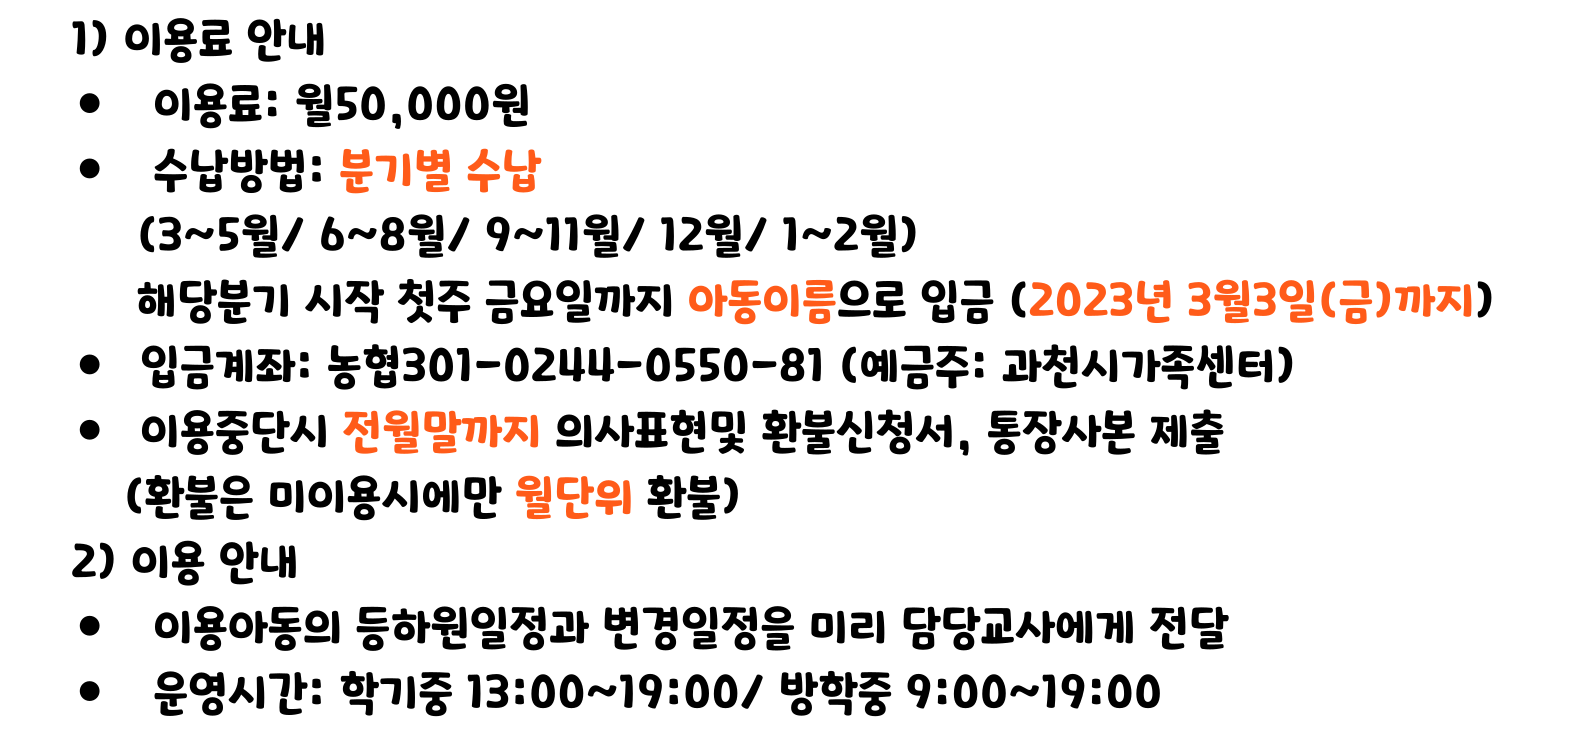 1) 이용료 안내
● 이용료: 월50,000원
● 수납방법: 분기별 수납
(3~5월/ 6~8월/ 9~11월/ 12월/ 1~2월)
해당분기 시작 첫주 금요일까지 아동이름으로 입금 (2023년 3월3일(금)까지)
● 입금계좌: 농협301-0244-0550-81 (예금주: 과천시가족센터)
● 이용중단시 전월말까지 의사표현및 환불신청서, 통장사본 제출
(환불은 미이용시에만 월단위 환불)
2) 이용 안내
● 이용아동의 등하원일정과 변경일정을 미리 담당교사에게 전달
● 운영시간: 학기중 13:00~19:00/ 방학중 9:00~19:00